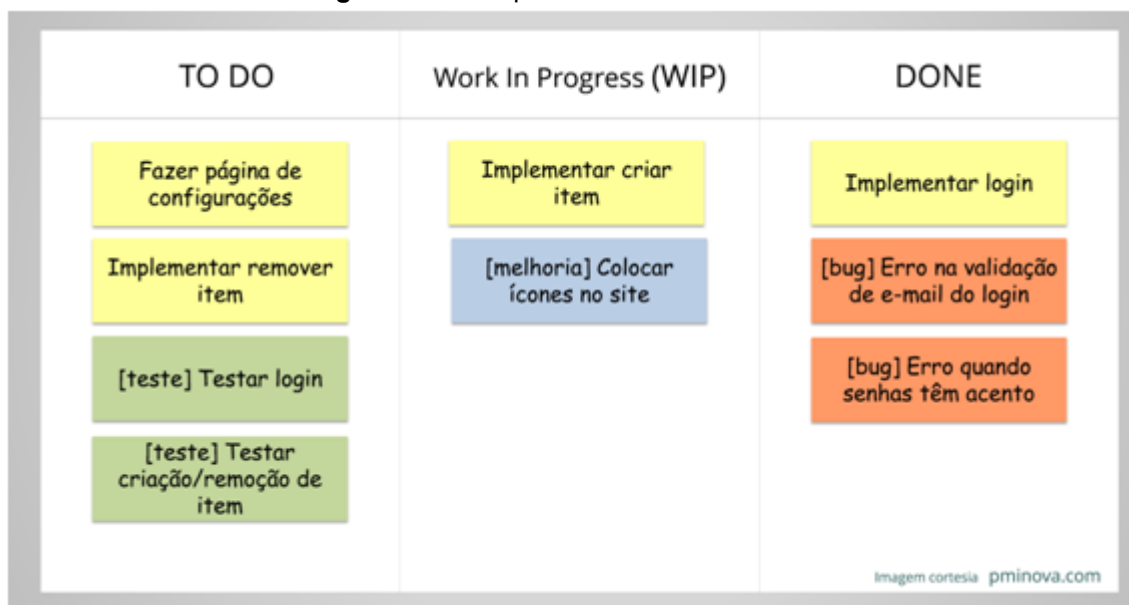 TO DO
Fazer página de
configurações
Implementar remover
item
[teste] Testar login
[teste] Testar
criação/remoção de
item
Work In Progress (WIP)
Implementar criar
item
[melhoria] Colocar
ícones no site
DONE
Implementar login
[bug] Erro na validação
de e-mail do login
[bug] Erro quando
senhas têm acento
Imagem cortesia pminova.com